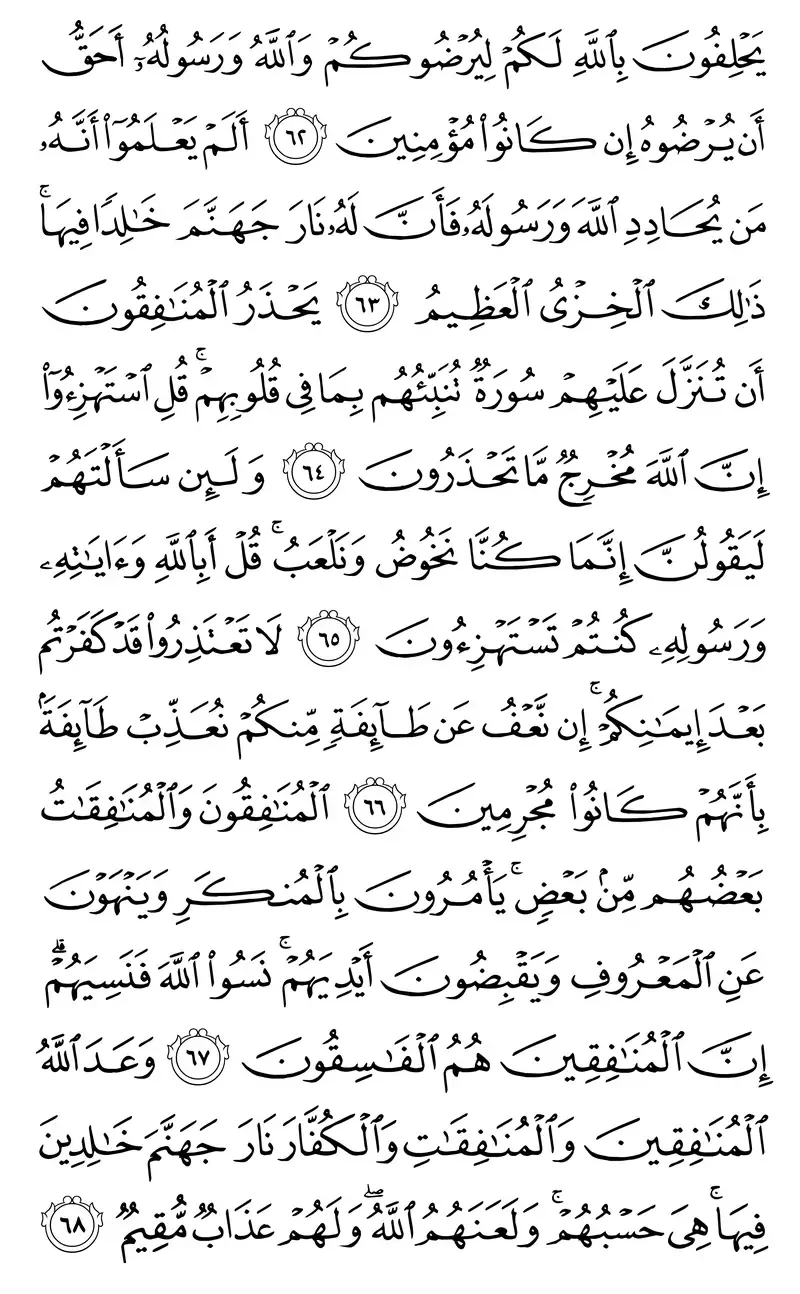 يَحۡلِفُونَ بِٱللَّهِ لَكُمۡ لِيُرۡضُوكُمۡ وَٱللَّهُ وَرَسُولُهُۥٓ أَحَقُّ
أَن يُرۡضُوهُ إِن كَانُواْ مُؤۡمِنِينَ ٦٢ أَلَمۡ يَعۡلَمُوٓاْ أَنَّهُۥ
مَن يُحَادِدِ ٱللَّهَ وَرَسُولَهُۥ فَأَنَّ لَهُۥ نَارَ جَهَنَّمَ خَٰلِدٗا فِيهَاۚ
ذَٰلِكَ ٱلۡخِزۡيُ ٱلۡعَظِيمُ ٦٣ يَحۡذَرُ ٱلۡمُنَٰفِقُونَ
أَن تُنَزَّلَ عَلَيۡهِمۡ سُورَةٞ تُنَبِّئُهُم بِمَا فِي قُلُوبِهِمۡۚ قُلِ ٱسۡتَهۡزِءُوٓاْ
إِنَّ ٱللَّهَ مُخۡرِجٞ مَّا تَحۡذَرُونَ ٦٤ وَلَئِن سَأَلۡتَهُمۡ
لَيَقُولُنَّ إِنَّمَا كُنَّا نَخُوضُ وَنَلۡعَبُۚ قُلۡ أَبِٱللَّهِ وَءَايَٰتِهِۦ
وَرَسُولِهِۦ كُنتُمۡ تَسۡتَهۡزِءُونَ ٦٥ لَا تَعۡتَذِرُواْ قَدۡ كَفَرۡتُم
بَعۡدَ إِيمَٰنِكُمۡۚ إِن نَّعۡفُ عَن طَآئِفَةٖ مِّنكُمۡ نُعَذِّبۡ طَآئِفَةَۢ
بِأَنَّهُمۡ كَانُواْ مُجۡرِمِينَ ٦٦ ٱلۡمُنَٰفِقُونَ وَٱلۡمُنَٰفِقَٰتُ
بَعۡضُهُم مِّنۢ بَعۡضٖۚ يَأۡمُرُونَ بِٱلۡمُنكَرِ وَيَنۡهَوۡنَ
عَنِ ٱلۡمَعۡرُوفِ وَيَقۡبِضُونَ أَيۡدِيَهُمۡۚ نَسُواْ ٱللَّهَ فَنَسِيَهُمۡۗ
إِنَّ ٱلۡمُنَٰفِقِينَ هُمُ ٱلۡفَٰسِقُونَ ٦٧ وَعَدَ ٱللَّهُ
ٱلۡمُنَٰفِقِينَ وَٱلۡمُنَٰفِقَٰتِ وَٱلۡكُفَّارَ نَارَ جَهَنَّمَ خَٰلِدِينَ
فِيهَاۚ هِيَ حَسۡبُهُمۡۚ وَلَعَنَهُمُ ٱللَّهُۖ وَلَهُمۡ عَذَابٞ مُّقِيمٞ ٦٨